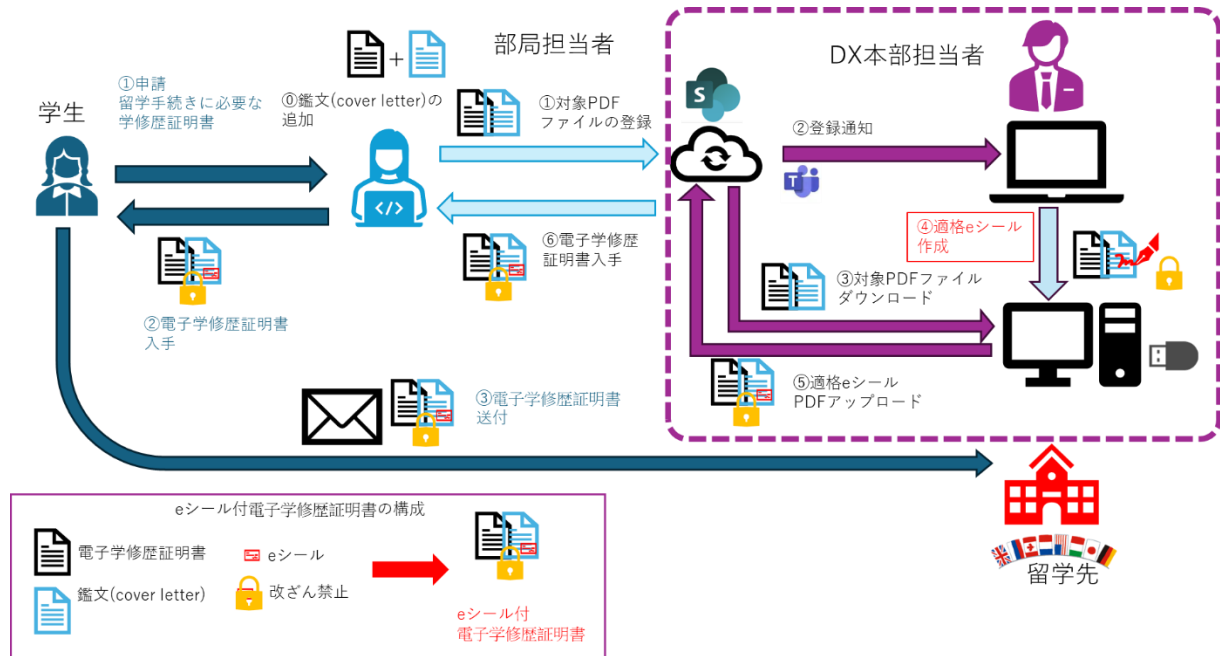 部局担当者
DX本部担当者
学生
①申請
留学手続きに必要な
学修歴証明書
⓪鑑文(cover letter)の
追加
+
①対象PDF
ファイルの登録
S
②登録通知
T
</>
④適格eシール
作成
②電子学修歴証明書
入手
⑥電子学修歴
証明書入手
③対象PDFファイル
ダウンロード
⑤適格eシール
PDFアップロード
③電子学修歴証明書
送付
留学先
eシール付電子学修歴証明書の構成
電子学修歴証明書
eシール
鑑文(cover letter)
改ざん禁止
eシール付
電子学修歴証明書